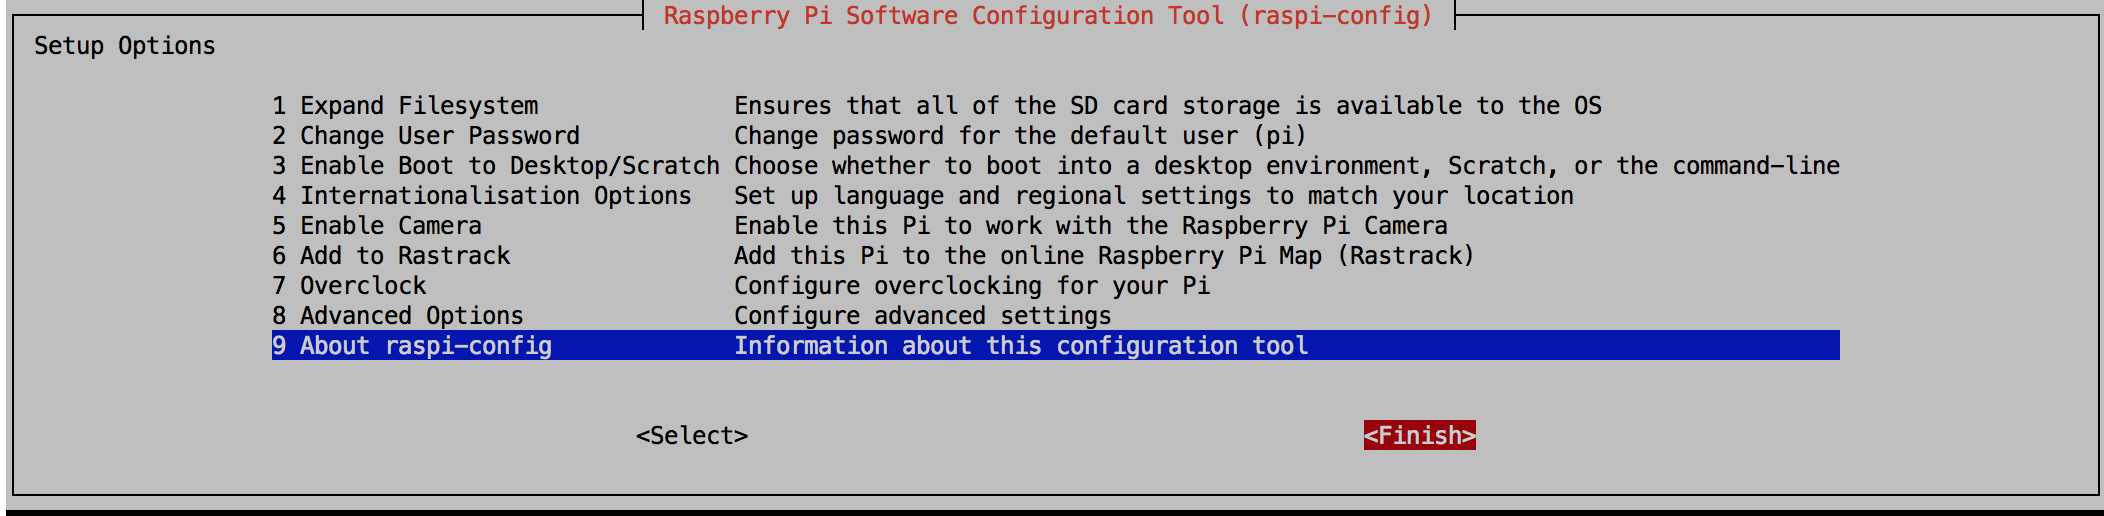 Raspberry Pi Software Configuration Tool (raspi-config)
Setup Options
1 Expand Filesystem Ensures that all of the SD card storage is available to the OS
2 Change User Password Change password for the default user (pi)
3 Enable Boot to Desktop/Scratch Choose whether to boot into a desktop environment, Scratch, or the command-line
4 Internationalisation Options Set up language and regional settings to match your location
5 Enable Camera Enable this Pi to work with the Raspberry Pi Camera
6 Add to Rastrack Add this Pi to the online Raspberry Pi Map (Rastrack)
7 Overclock Configure overclocking for your Pi
8 Advanced Options Configure advanced settings
9 About raspi-config Information about this configuration tool
<Select> <Finish>